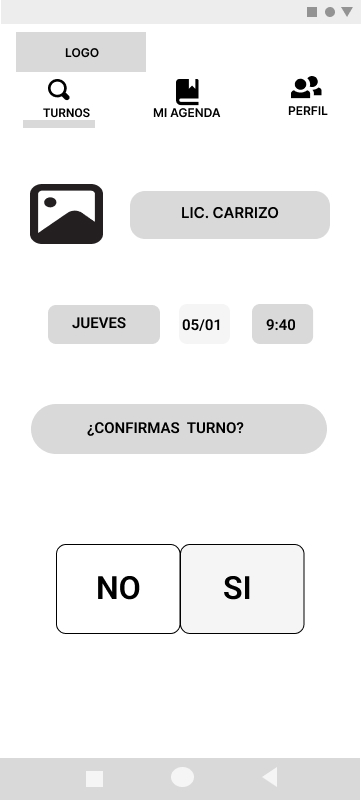 LOGO
TURNOS
MI AGENDA
PERFIL
LIC. CARRIZO
JUEVES
05/01
9:40
¿CONFIRMAS TURNO?
NO
SI